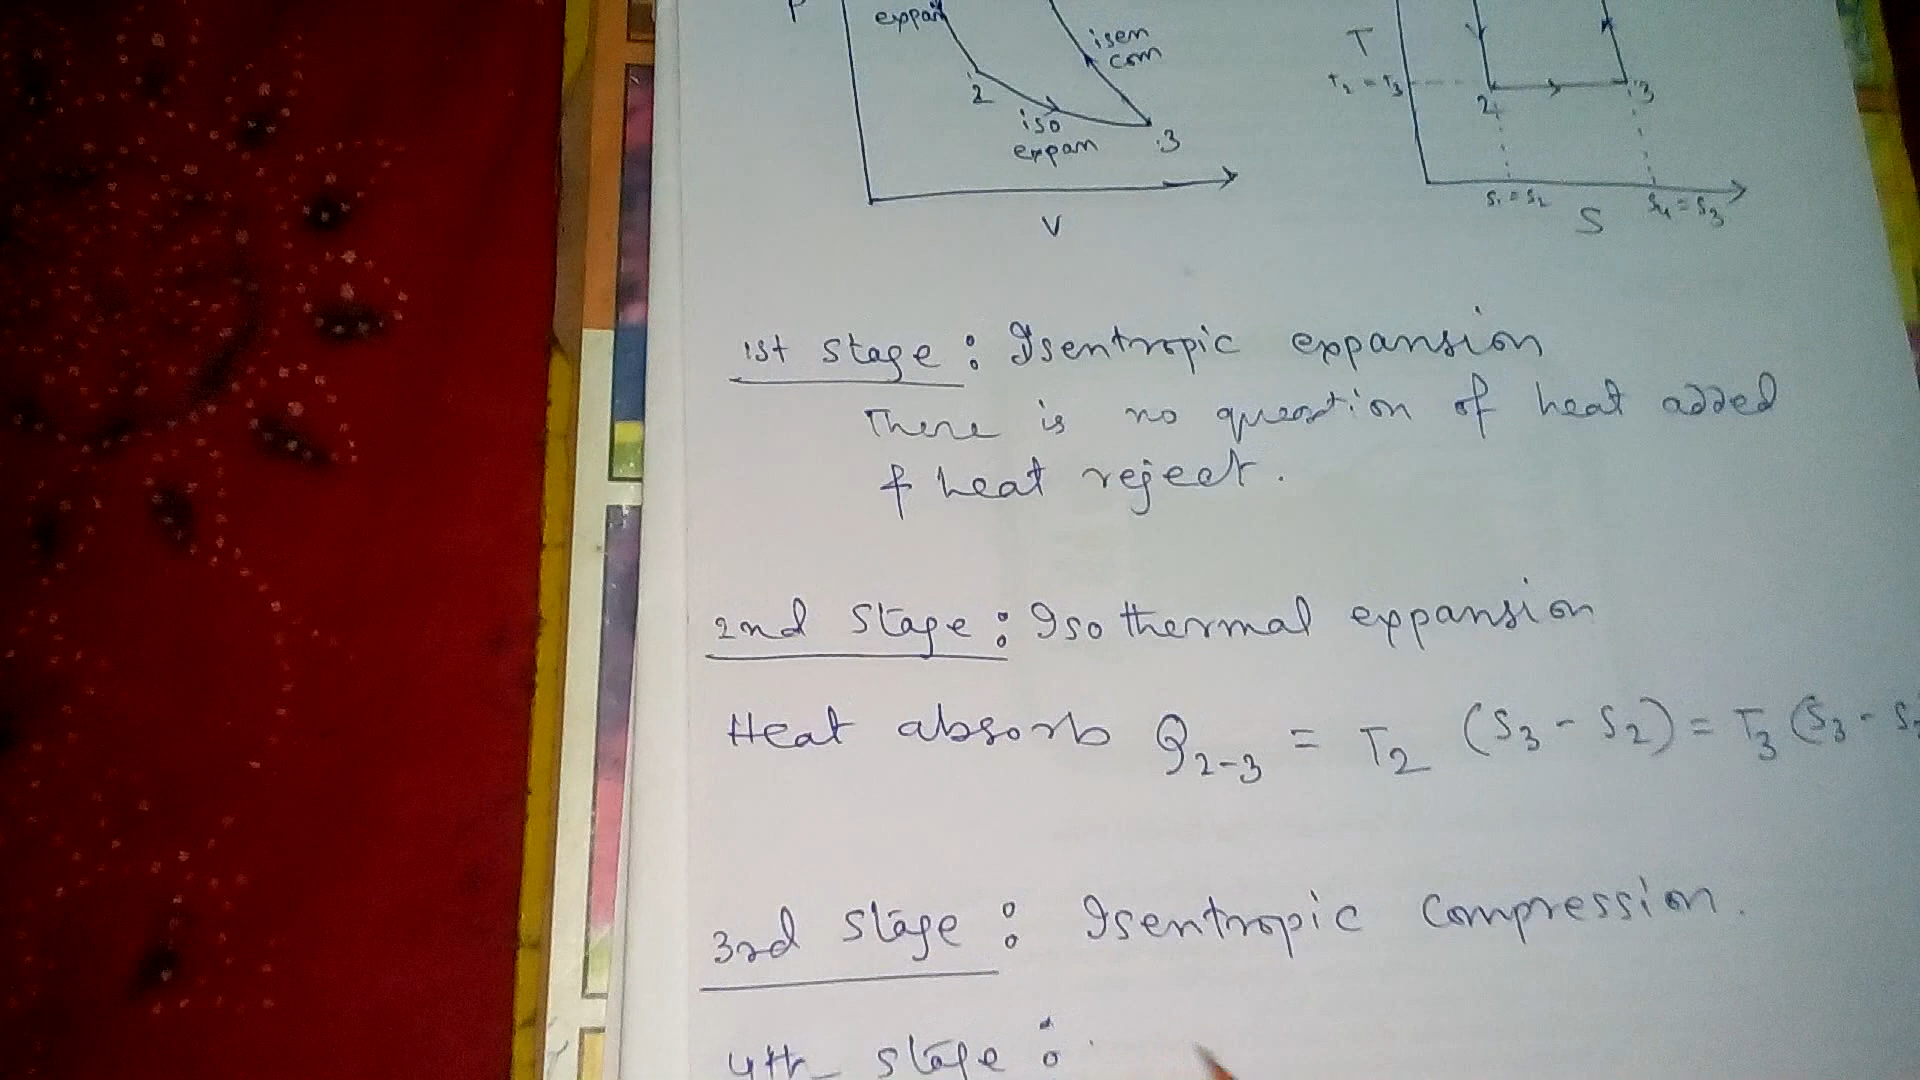 P
expan
isen
com
2
iso
expan
3
V
T
T₂ = T₃
2
3
S₁ = S₂
S
S₄ = S₃
1st stage : Isentropic expansion
There is no question of heat added
& heat reject.
2nd stage : Isothermal expansion
Heat absorb Q₂₋₃ = T₂ (S₃ - S₂) = T₃ (S₃ - S₂
3rd stage : Isentropic Compression.
4th stage :